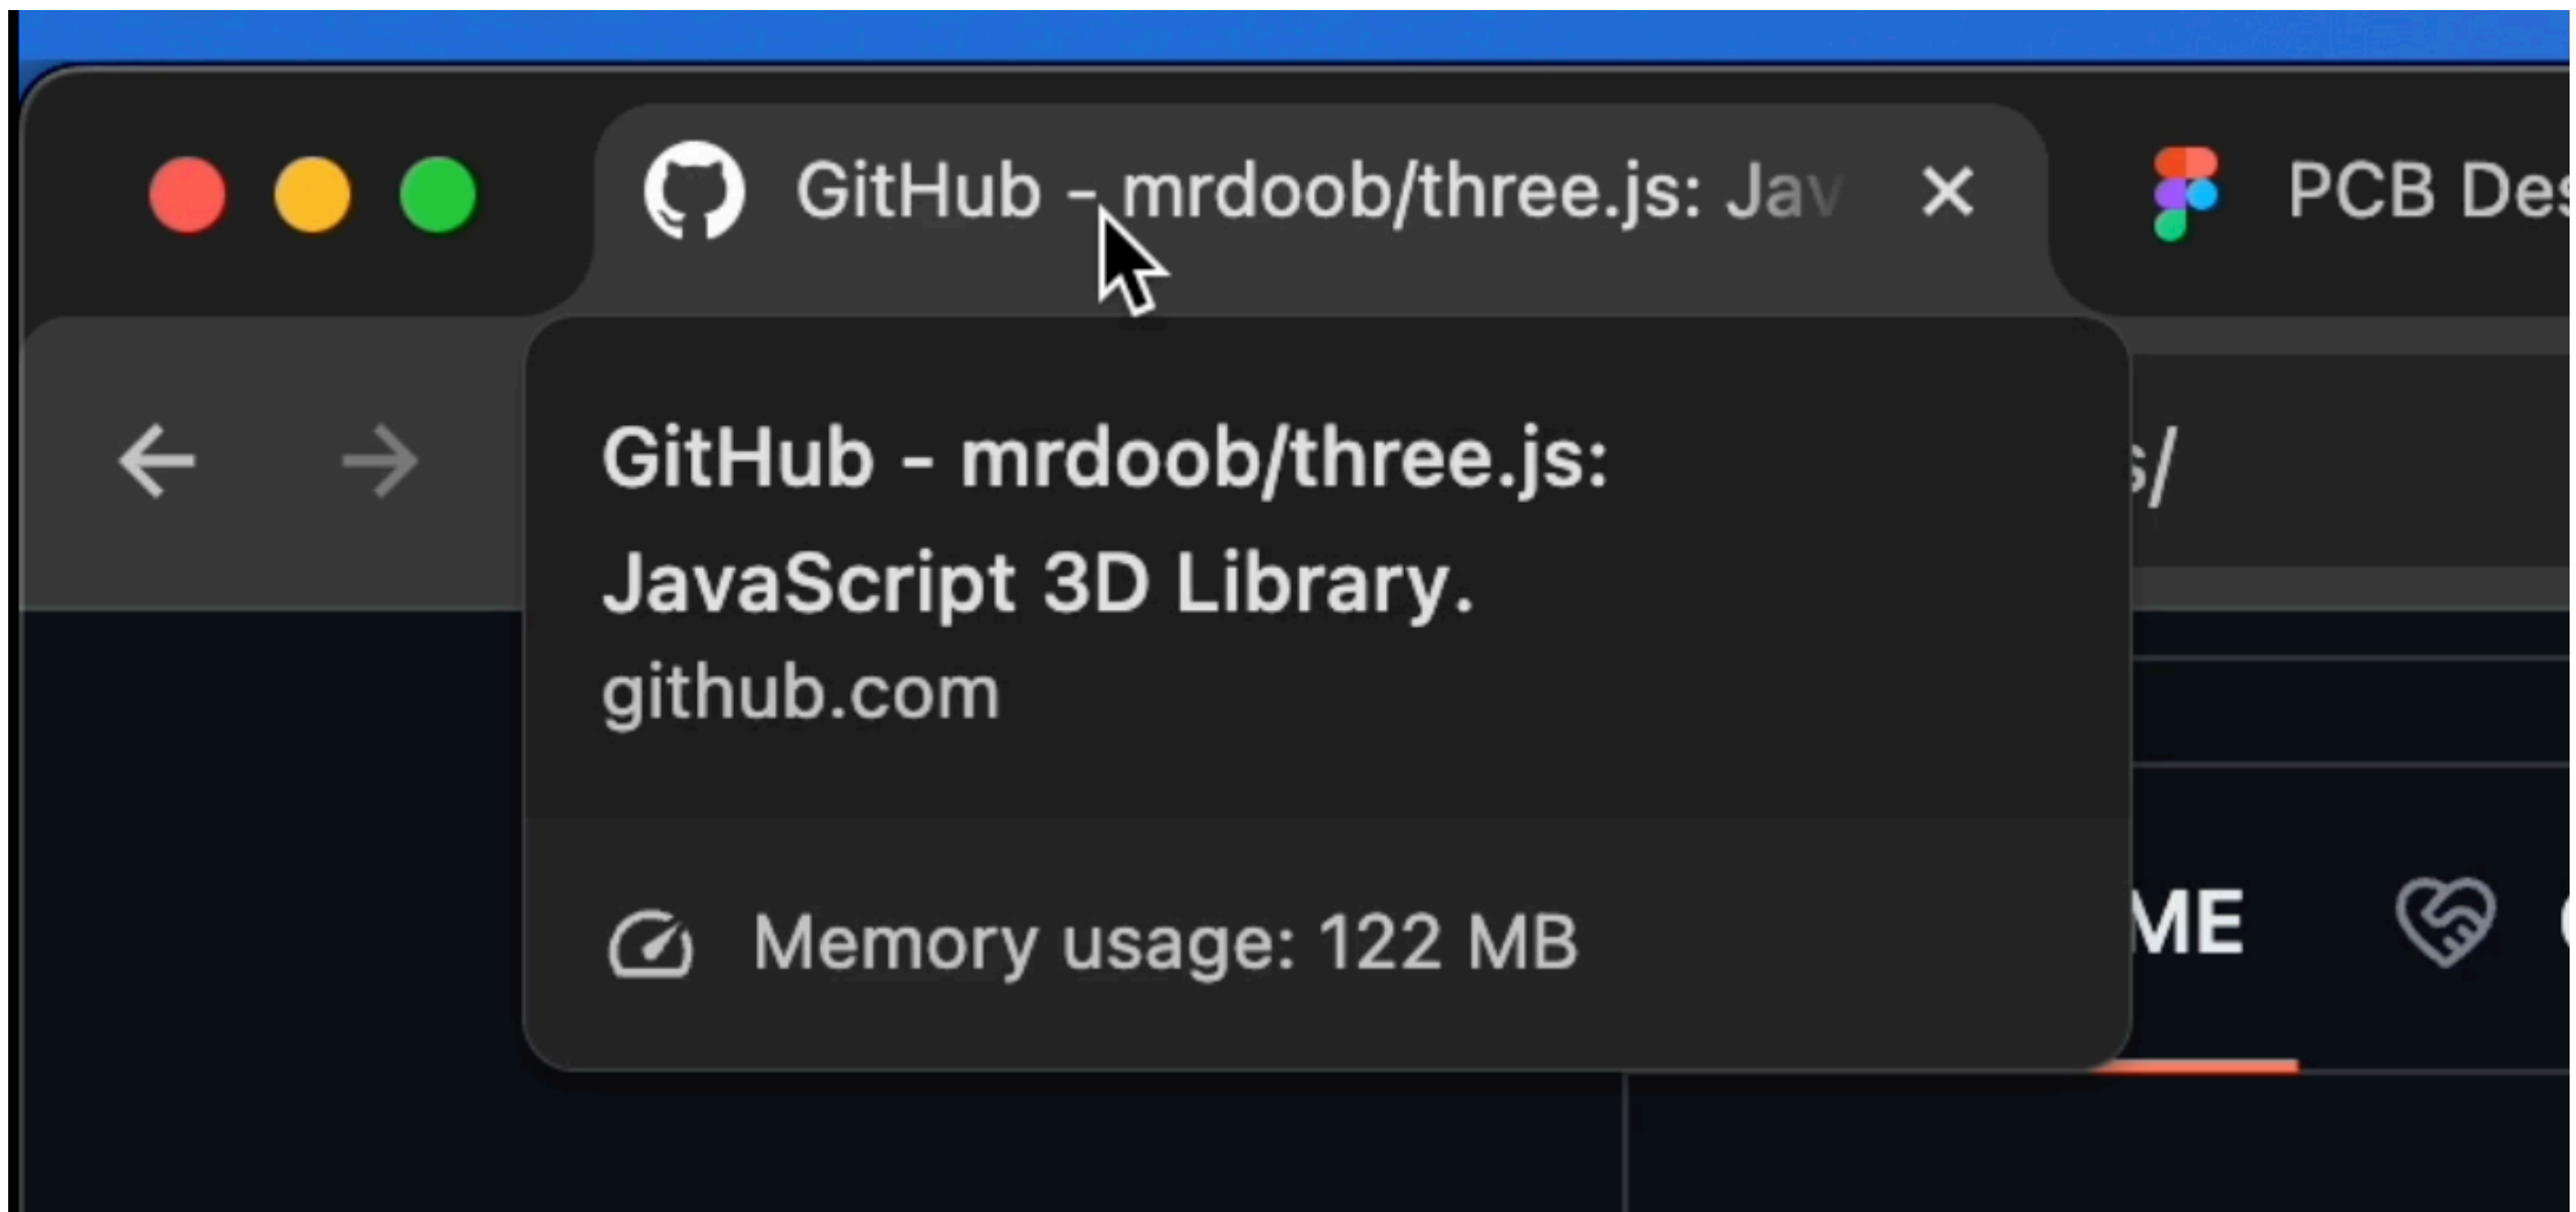 GitHub - mrdoob/three.js: Jav
PCB Des
s/
GitHub - mrdoob/three.js:
JavaScript 3D Library.
github.com
Memory usage: 122 MB
ME